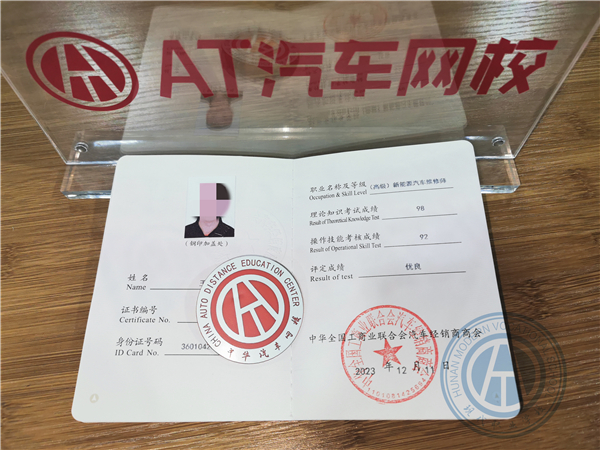 AT汽车网校
职业名称及等级
Occupation & Skill Level
(高级) 新能源汽车维修师
理论知识考试成绩 98
Result of Theoretical Knowledge Test
操作技能考核成绩 92
Result of Operational Skill Test
评定成绩 优良
Result of test
中华全国工商业联合会汽车经销商商会
2023 年 12 月 11 日
(钢印加盖处)
姓名
Name
证书编号
Certificate No.
身份证号码
ID Card No. 360104
CHINA AUTO DISTANCE EDUCATION CENTER
中华汽车学校
HUNAN MODERN VO